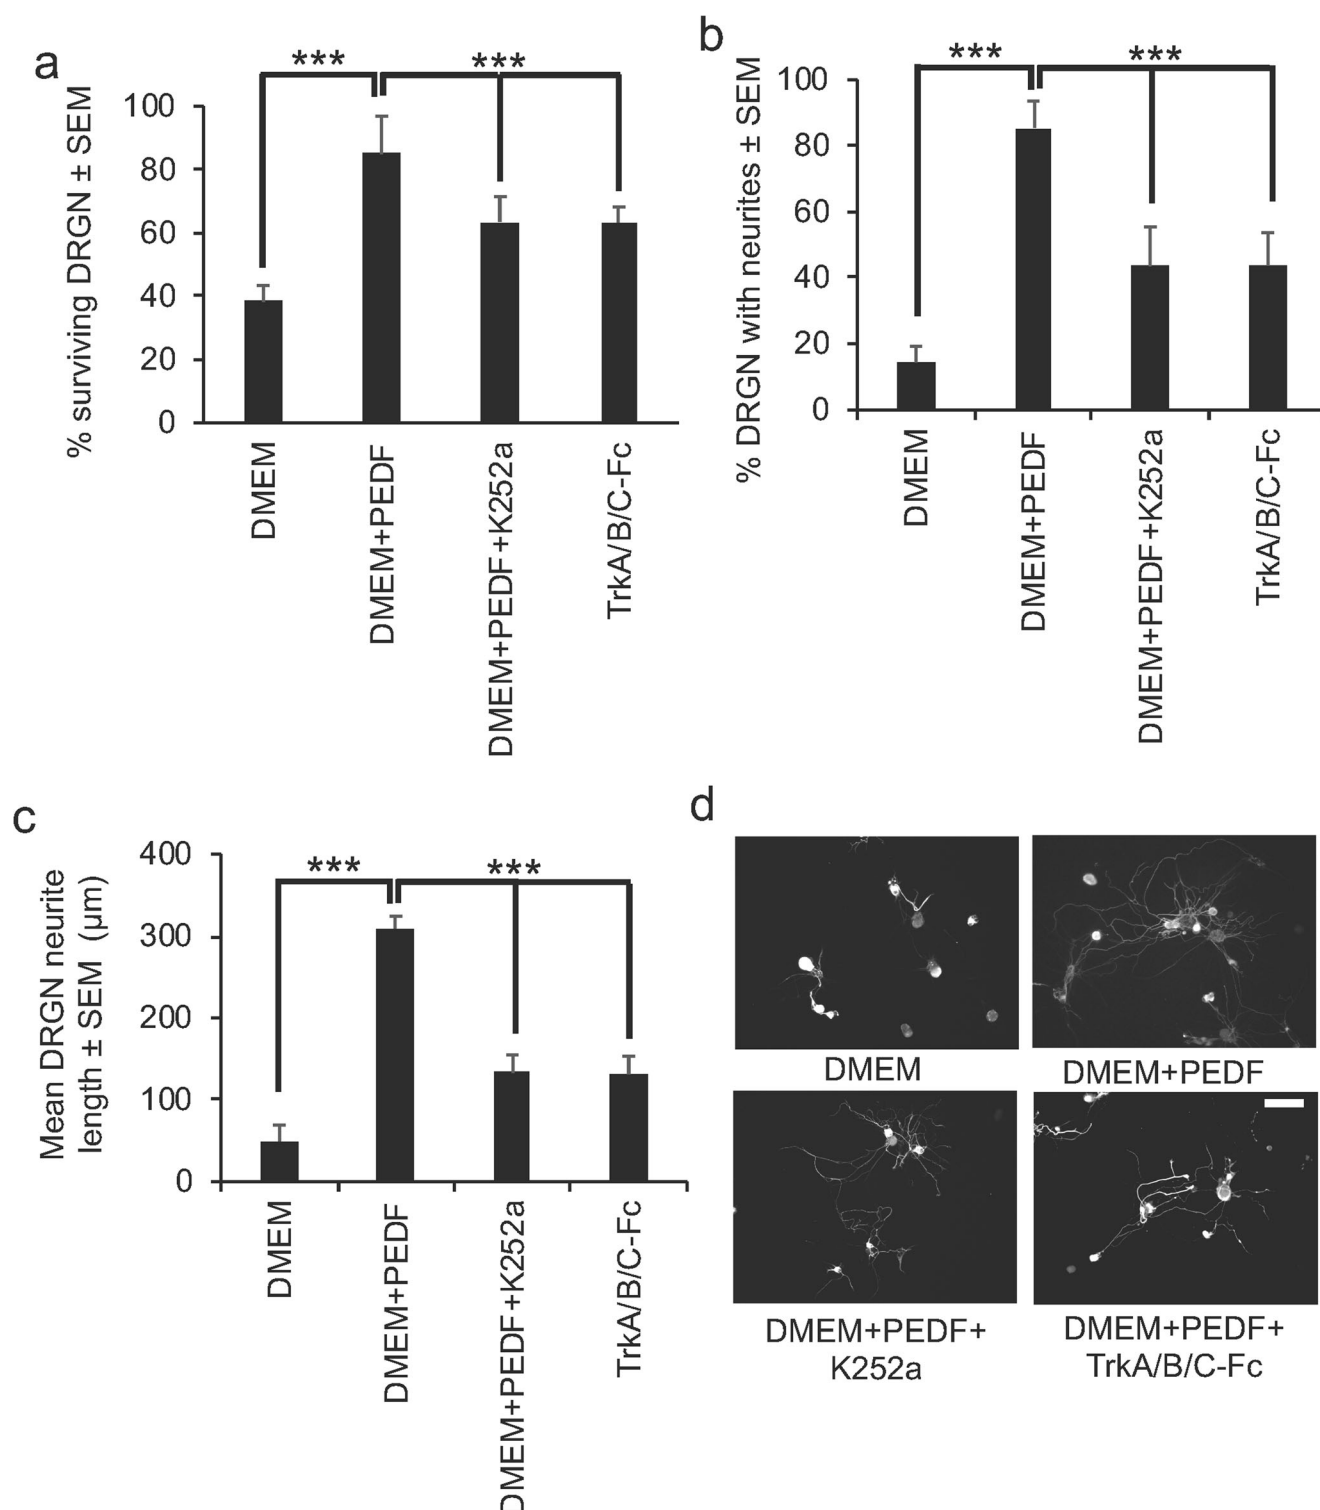 a
% surviving DRGN ± SEM
***
***
100
80
60
40
20
0
DMEM
DMEM+PEDF
DMEM+PEDF+K252a
TrkA/B/C-Fc
b
% DRGN with neurites ± SEM
***
***
100
80
60
40
20
0
DMEM
DMEM+PEDF
DMEM+PEDF+K252a
TrkA/B/C-Fc
c
Mean DRGN neurite
length ± SEM (µm)
***
***
400
300
200
100
0
DMEM
DMEM+PEDF
DMEM+PEDF+K252a
TrkA/B/C-Fc
d
DMEM
DMEM+PEDF
DMEM+PEDF+
K252a
DMEM+PEDF+
TrkA/B/C-Fc